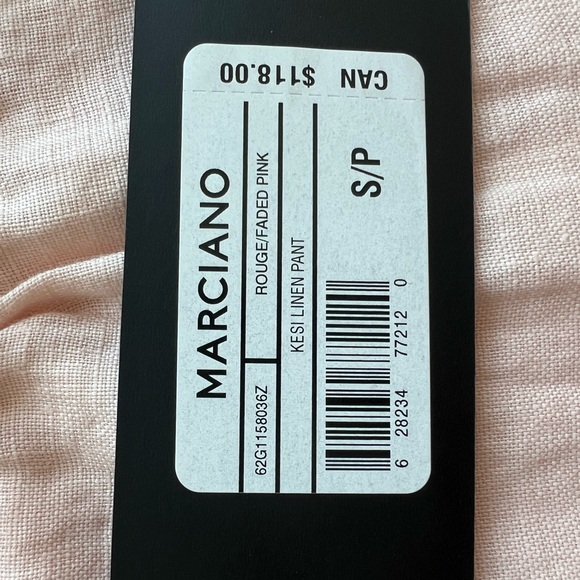 MARCIANO
62G1158036Z ROUGE/FADED PINK
KESI LINEN PANT
S/P
6 28234 77212 0
CAN $118.00